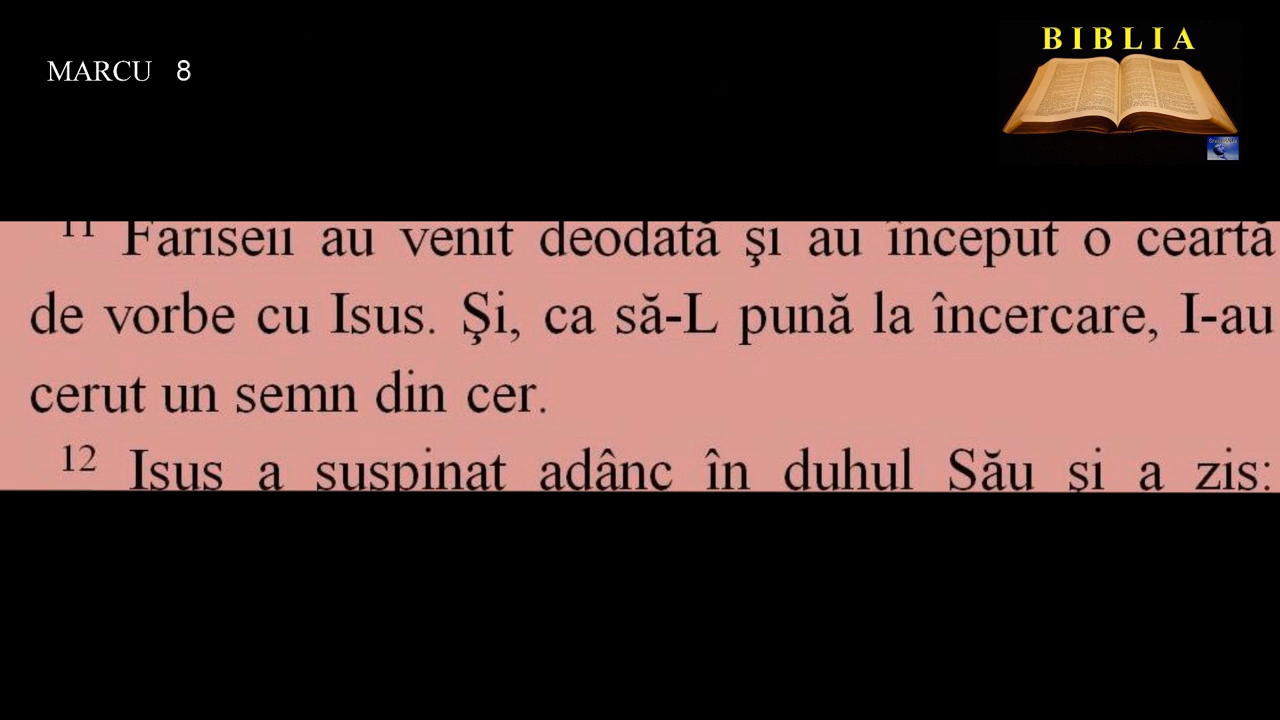 BIBLIA
MARCU 8
11 Fariseii au venit deodată şi au început o ceartă
de vorbe cu Isus. Şi, ca să-L pună la încercare, I-au
cerut un semn din cer.
12 Isus a suspinat adânc în duhul Său şi a zis: